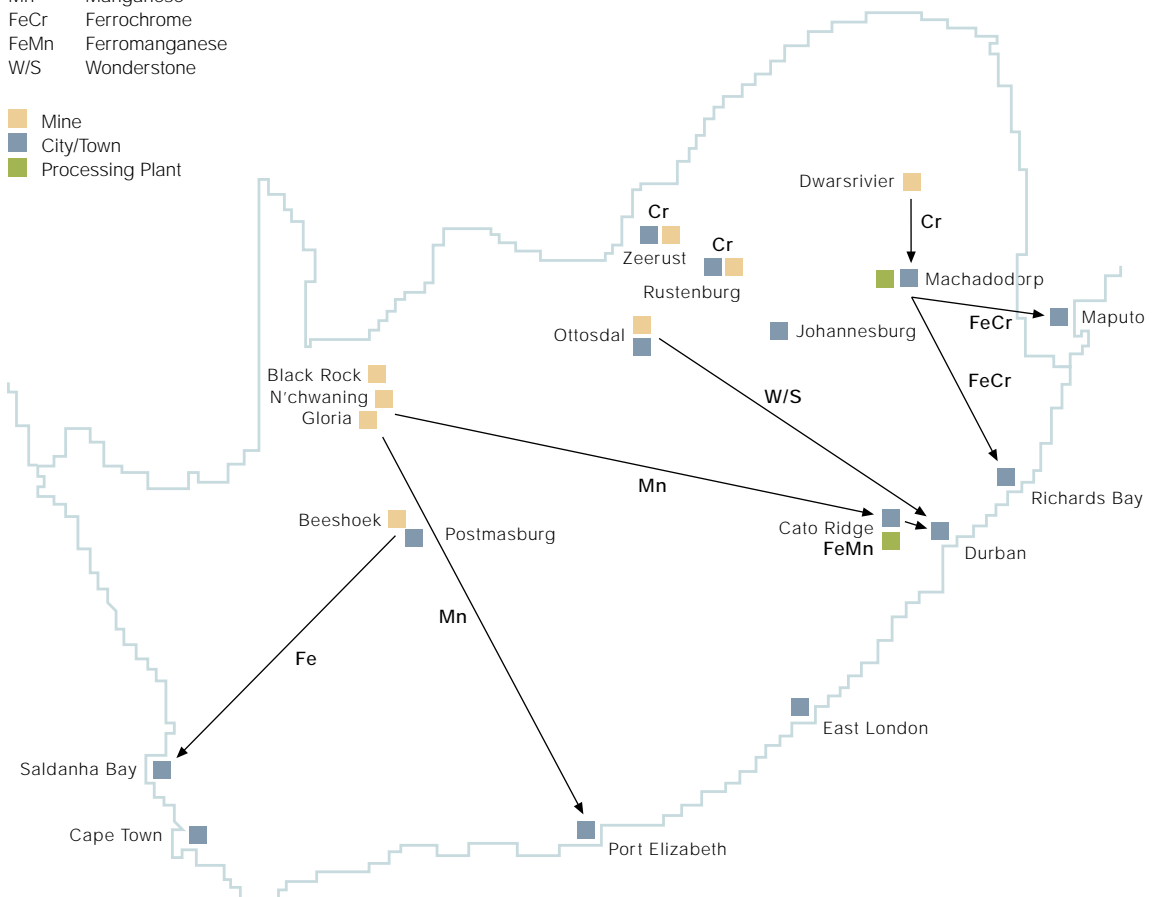 FeCr Ferrochrome
FeMn Ferromanganese
W/S Wonderstone
Mine
City/Town
Processing Plant
Dwarsrivier
Cr
Cr
Zeerust
Cr
Rustenburg
Machadodorp
FeCr
Maputo
Ottosdal
Johannesburg
FeCr
Black Rock
N'chwaning
Gloria
W/S
Mn
Richards Bay
Beeshoek
Postmasburg
Cato Ridge
FeMn
Durban
Mn
Fe
East London
Saldanha Bay
Cape Town
Port Elizabeth